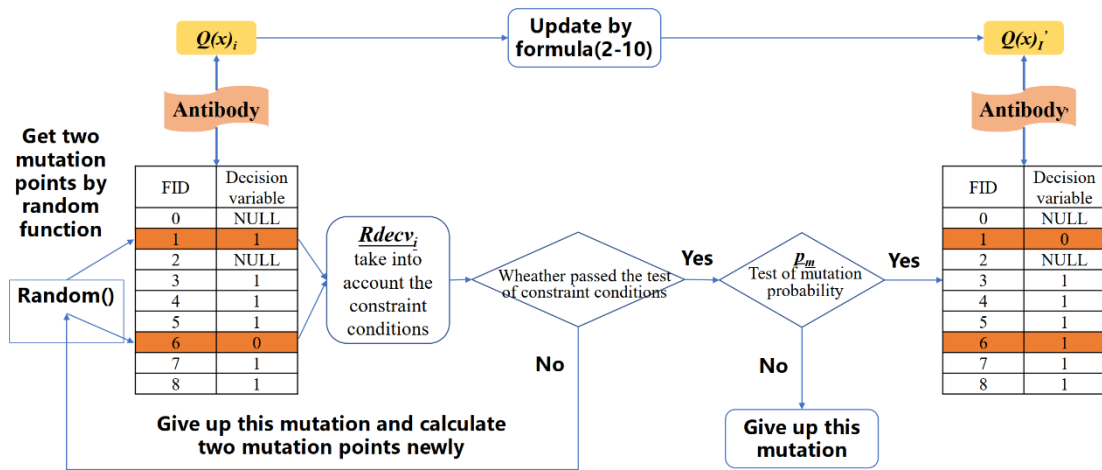 Q(x)i
Update by
formula(2-10)
Q(x)I’
Antibody
Antibody’
Get two
mutation
points by
random
function
Random()
FID Decision
variable
0 NULL
1 1
2 NULL
3 1
4 1
5 1
6 0
7 1
8 1
Rdecvi
take into
account the
constraint
conditions
Wheather passed the test
of constraint conditions
Yes
No
pm
Test of mutation
probability
Yes
No
Give up this
mutation
Give up this mutation and calculate
two mutation points newly
FID Decision
variable
0 NULL
1 0
2 NULL
3 1
4 1
5 1
6 1
7 1
8 1